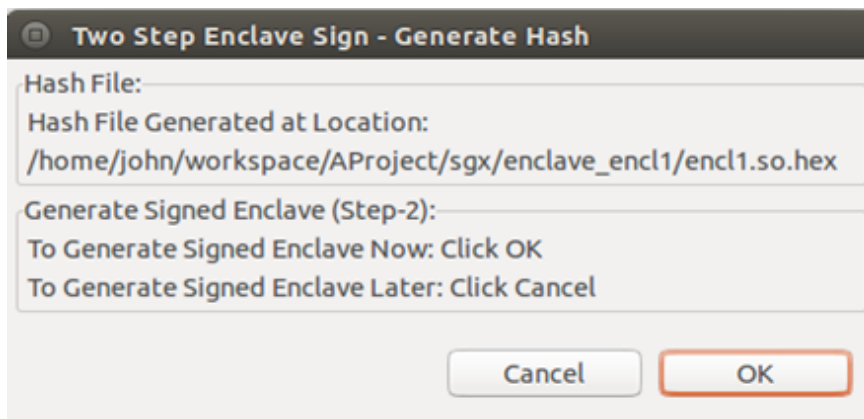 Two Step Enclave Sign - Generate Hash
Hash File:
Hash File Generated at Location:
/home/john/workspace/AProject/sgx/enclave_encl1/encl1.so.hex
Generate Signed Enclave (Step-2):
To Generate Signed Enclave Now: Click OK
To Generate Signed Enclave Later: Click Cancel
Cancel
OK